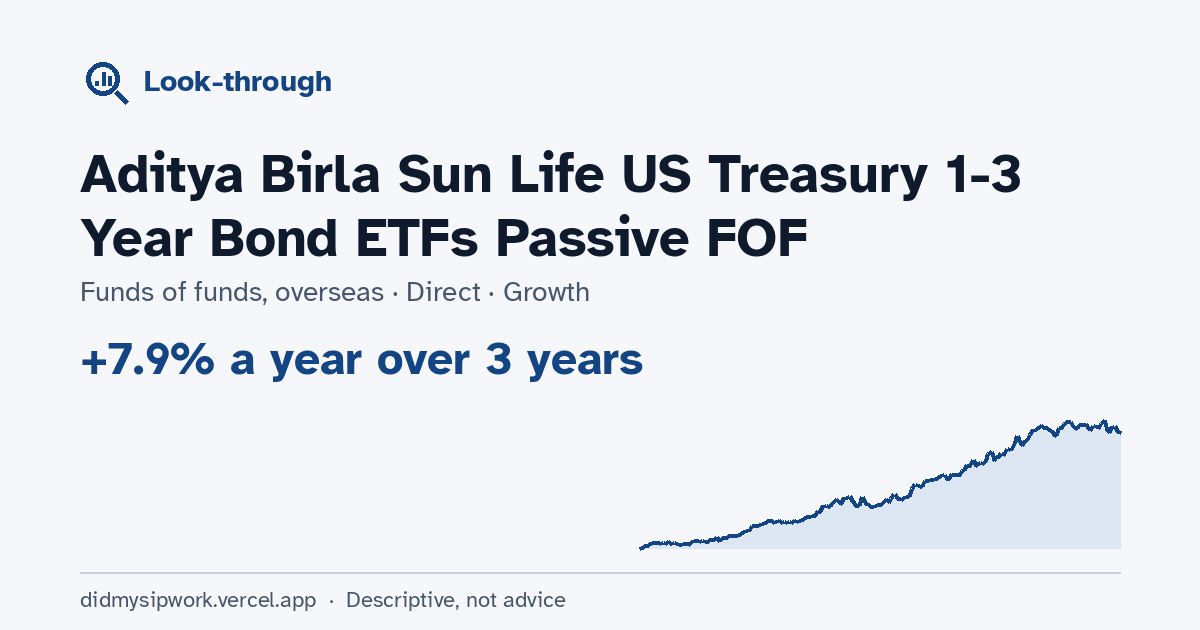 Look-through
Aditya Birla Sun Life US Treasury 1-3
Year Bond ETFs Passive FOF
Funds of funds, overseas · Direct · Growth
+7.9% a year over 3 years
didmysipwork.vercel.app · Descriptive, not advice